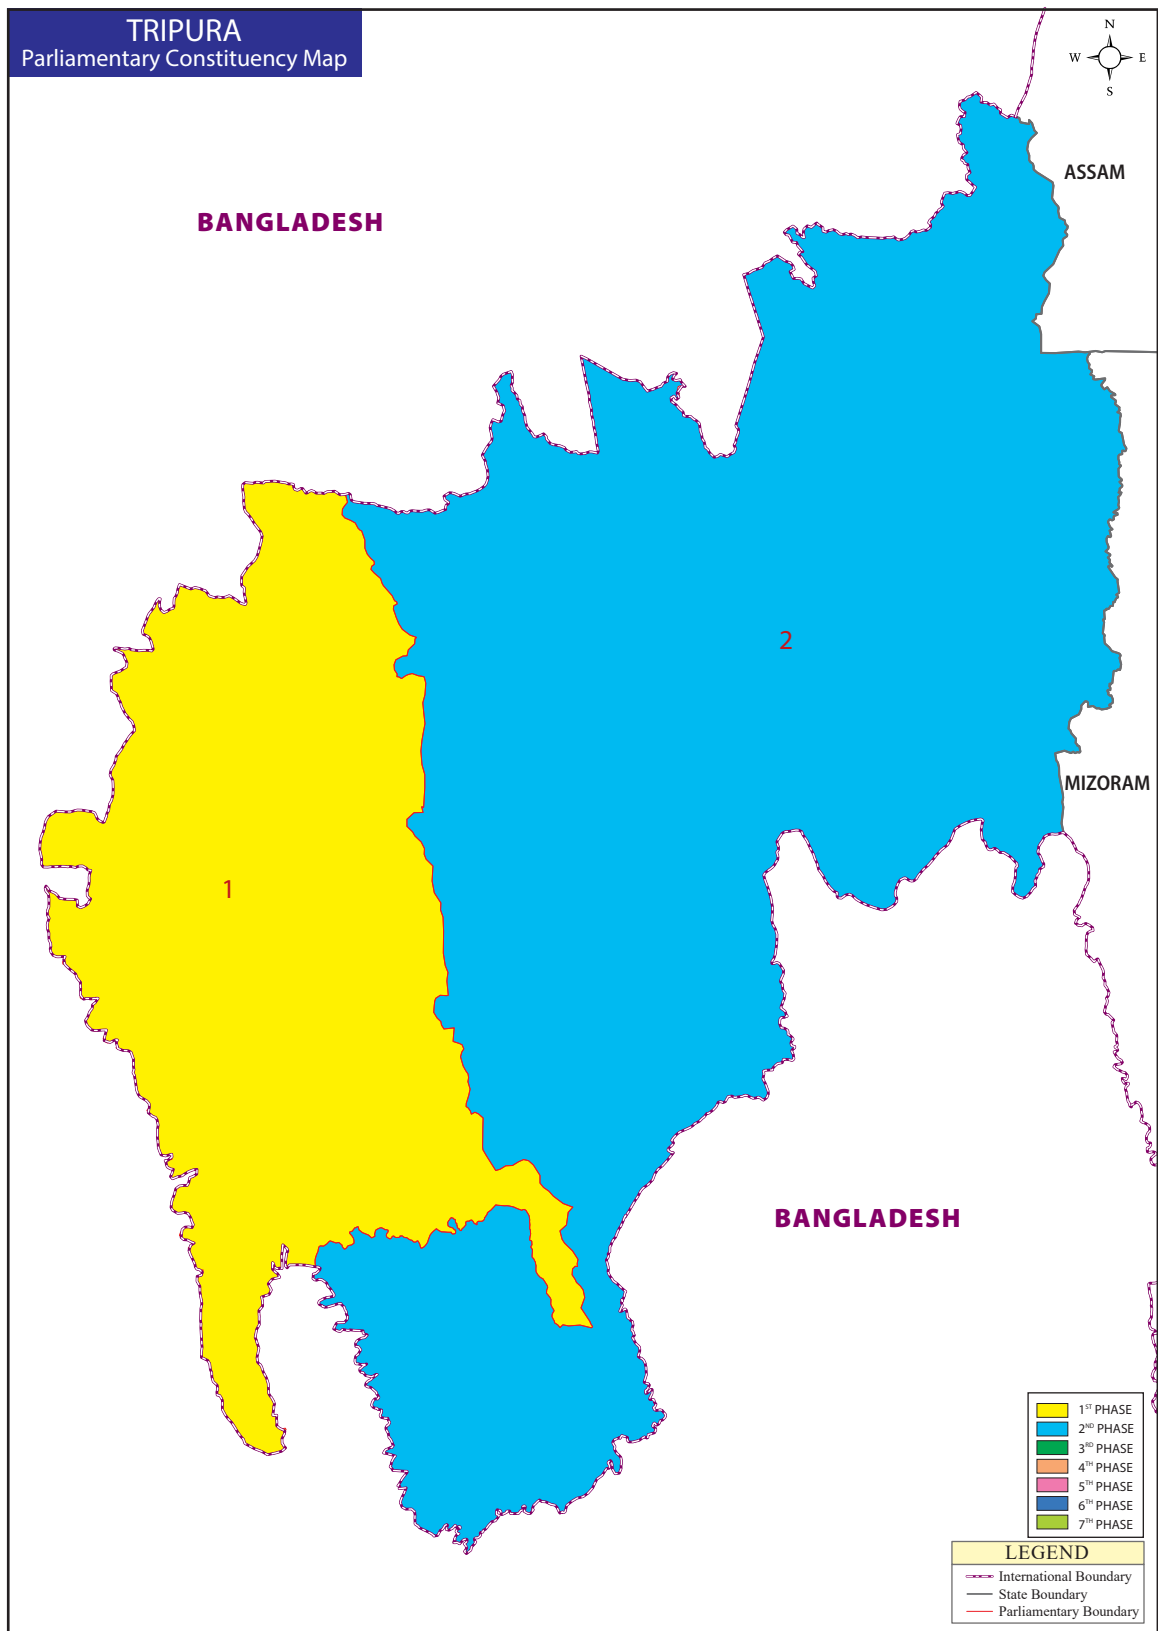 TRIPURA
Parliamentary Constituency Map
N
W E
S
ASSAM
BANGLADESH
2
MIZORAM
1
BANGLADESH
1ST PHASE
2ND PHASE
3RD PHASE
4TH PHASE
5TH PHASE
6TH PHASE
7TH PHASE
LEGEND
International Boundary
State Boundary
Parliamentary Boundary